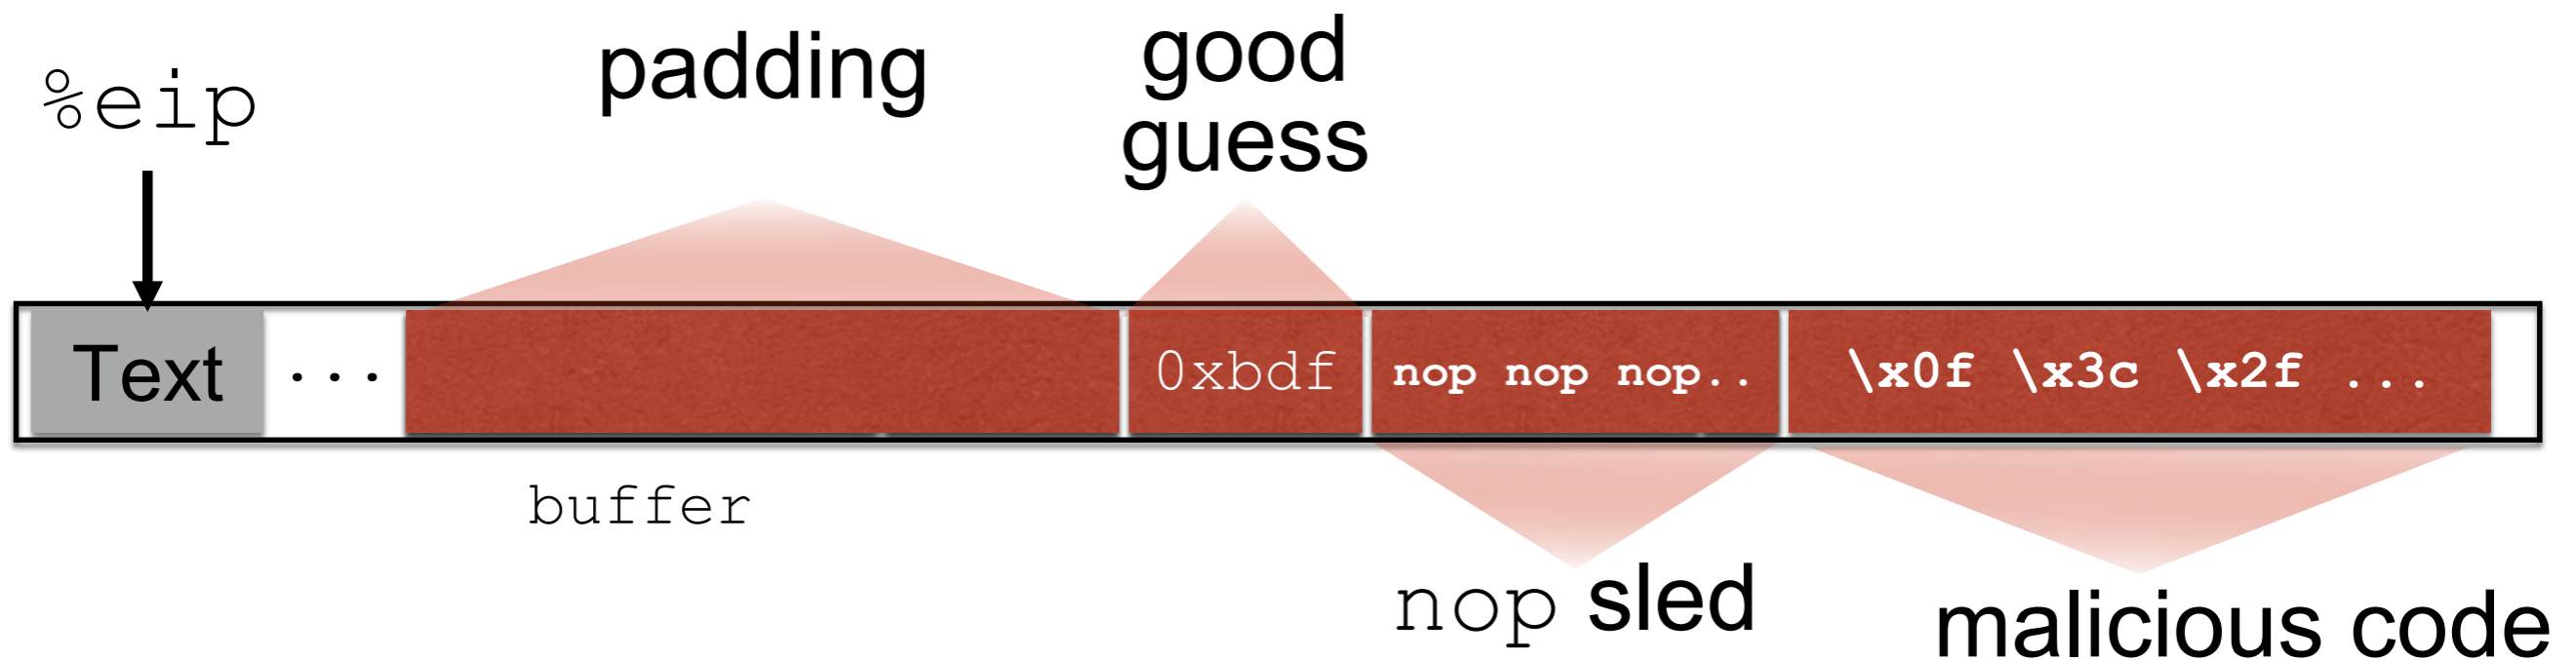 %eip
padding
good
guess
Text ... 0xbdf nop nop nop.. \x0f \x3c \x2f ...
buffer
nop sled
malicious code